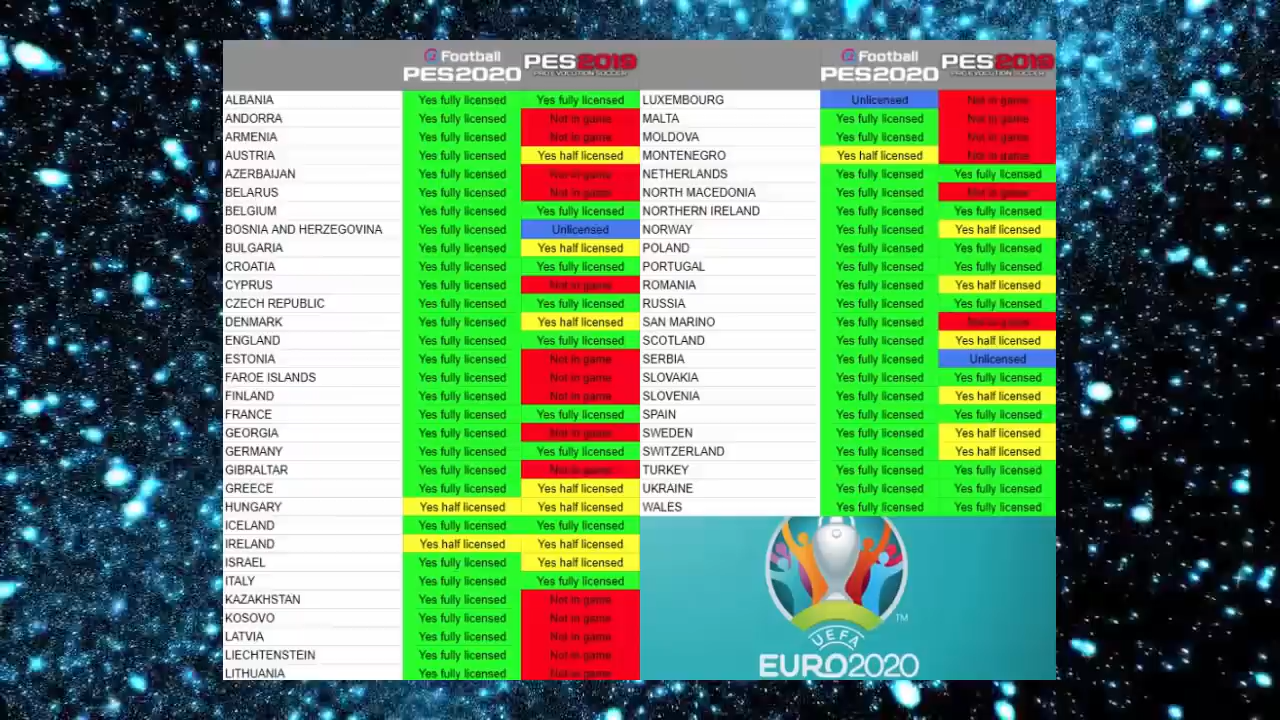 eFootball PES2020 PES2019 PRO EVOLUTION SOCCER
ALBANIA Yes fully licensed Yes fully licensed
ANDORRA Yes fully licensed Not in game
ARMENIA Yes fully licensed Not in game
AUSTRIA Yes fully licensed Yes half licensed
AZERBAIJAN Yes fully licensed Not in game
BELARUS Yes fully licensed Not in game
BELGIUM Yes fully licensed Yes fully licensed
BOSNIA AND HERZEGOVINA Yes fully licensed Unlicensed
BULGARIA Yes fully licensed Yes half licensed
CROATIA Yes fully licensed Yes fully licensed
CYPRUS Yes fully licensed Not in game
CZECH REPUBLIC Yes fully licensed Yes fully licensed
DENMARK Yes fully licensed Yes half licensed
ENGLAND Yes fully licensed Yes fully licensed
ESTONIA Yes fully licensed Not in game
FAROE ISLANDS Yes fully licensed Not in game
FINLAND Yes fully licensed Not in game
FRANCE Yes fully licensed Yes fully licensed
GEORGIA Yes fully licensed Not in game
GERMANY Yes fully licensed Yes fully licensed
GIBRALTAR Yes fully licensed Not in game
GREECE Yes fully licensed Yes half licensed
HUNGARY Yes half licensed Yes half licensed
ICELAND Yes fully licensed Yes fully licensed
IRELAND Yes half licensed Yes half licensed
ISRAEL Yes fully licensed Yes half licensed
ITALY Yes fully licensed Yes fully licensed
KAZAKHSTAN Yes fully licensed Not in game
KOSOVO Yes fully licensed Not in game
LATVIA Yes fully licensed Not in game
LIECHTENSTEIN Yes fully licensed Not in game
LITHUANIA Yes fully licensed Not in game
eFootball PES2020 PES2019 PRO EVOLUTION SOCCER
LUXEMBOURG Unlicensed Not in game
MALTA Yes fully licensed Not in game
MOLDOVA Yes fully licensed Not in game
MONTENEGRO Yes half licensed Not in game
NETHERLANDS Yes fully licensed Yes fully licensed
NORTH MACEDONIA Yes fully licensed Not in game
NORTHERN IRELAND Yes fully licensed Yes fully licensed
NORWAY Yes fully licensed Yes half licensed
POLAND Yes fully licensed Yes fully licensed
PORTUGAL Yes fully licensed Yes fully licensed
ROMANIA Yes fully licensed Yes half licensed
RUSSIA Yes fully licensed Yes fully licensed
SAN MARINO Yes fully licensed Not in game
SCOTLAND Yes fully licensed Yes half licensed
SERBIA Yes fully licensed Unlicensed
SLOVAKIA Yes fully licensed Yes fully licensed
SLOVENIA Yes fully licensed Yes half licensed
SPAIN Yes fully licensed Yes fully licensed
SWEDEN Yes fully licensed Yes half licensed
SWITZERLAND Yes fully licensed Yes half licensed
TURKEY Yes fully licensed Yes fully licensed
UKRAINE Yes fully licensed Yes fully licensed
WALES Yes fully licensed Yes fully licensed
TM
UEFA
EURO2020